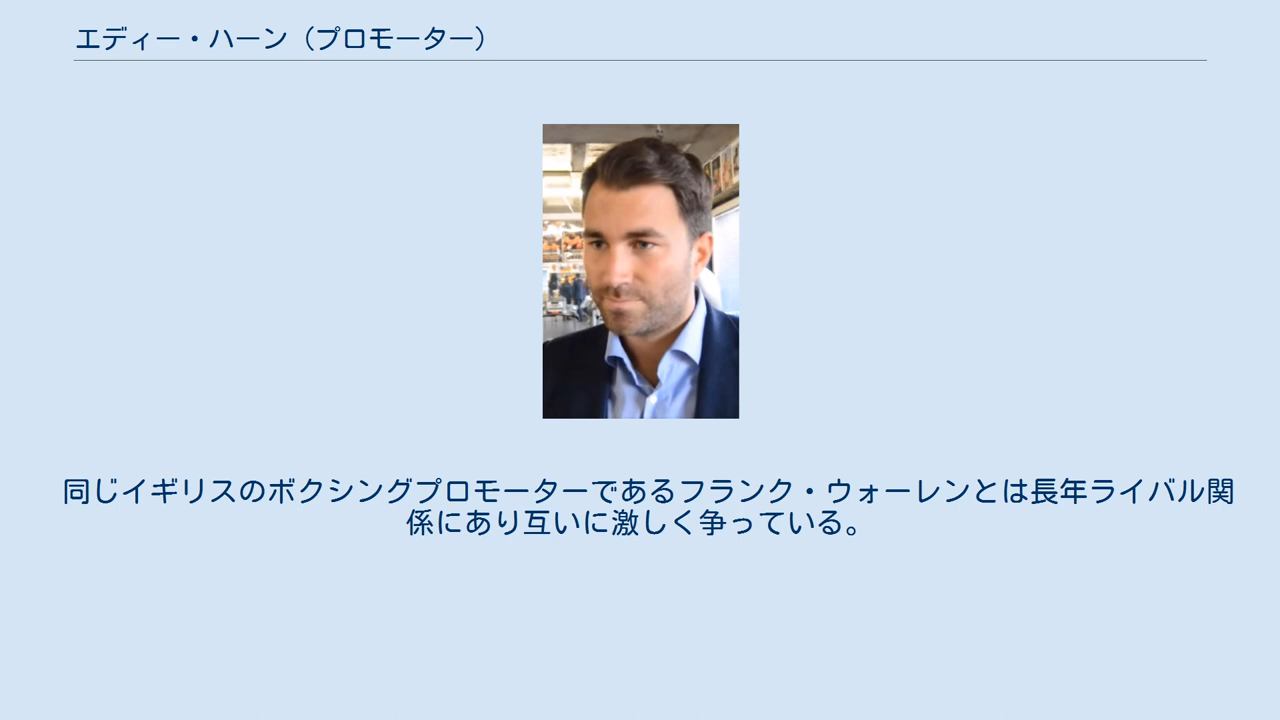 エディー・ハーン（プロモーター）
同じイギリスのボクシングプロモーターであるフランク・ウォーレンとは長年ライバル関
係にあり互いに激しく争っている。